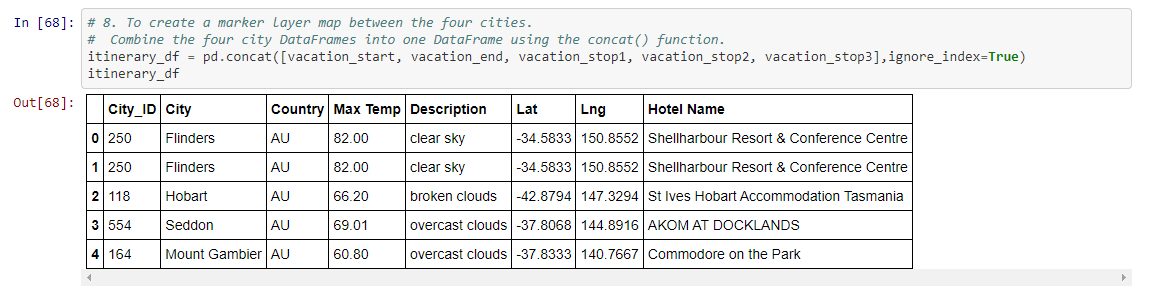 In [68]:
# 8. To create a marker layer map between the four cities.
#  Combine the four city DataFrames into one DataFrame using the concat() function.
itinerary_df = pd.concat([vacation_start, vacation_end, vacation_stop1, vacation_stop2, vacation_stop3],ignore_index=True)
itinerary_df
Out[68]:
City_ID City Country Max Temp Description Lat Lng Hotel Name
0 250 Flinders AU 82.00 clear sky -34.5833 150.8552 Shellharbour Resort & Conference Centre
1 250 Flinders AU 82.00 clear sky -34.5833 150.8552 Shellharbour Resort & Conference Centre
2 118 Hobart AU 66.20 broken clouds -42.8794 147.3294 St Ives Hobart Accommodation Tasmania
3 554 Seddon AU 69.01 overcast clouds -37.8068 144.8916 AKOM AT DOCKLANDS
4 164 Mount Gambier AU 60.80 overcast clouds -37.8333 140.7667 Commodore on the Park